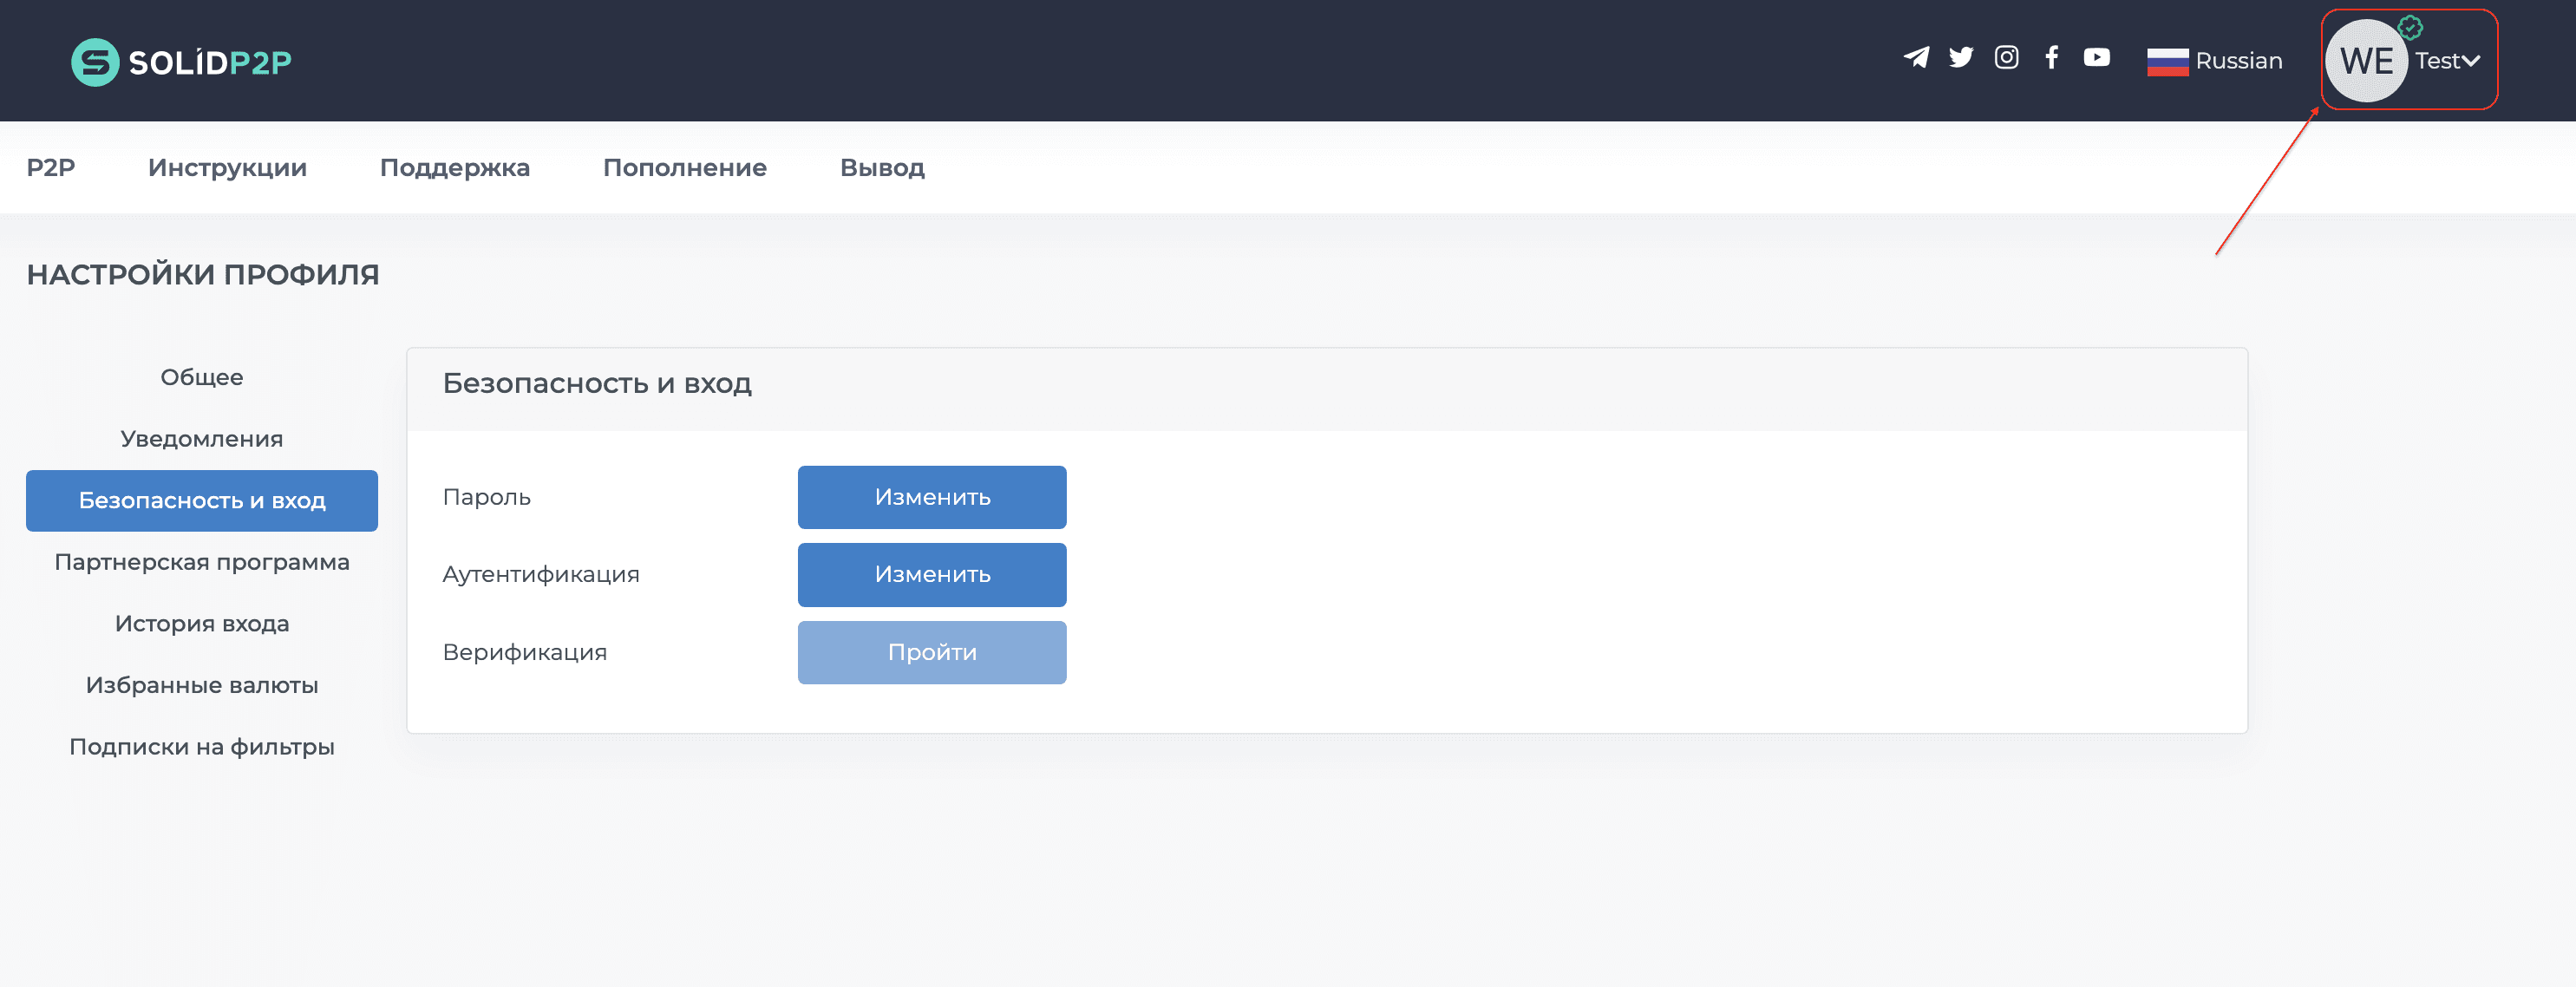 SOLIDP2P
Russian
WE
Test
P2P
Инструкции
Поддержка
Пополнение
Вывод
НАСТРОЙКИ ПРОФИЛЯ
Общее
Уведомления
Безопасность и вход
Партнерская программа
История входа
Избранные валюты
Подписки на фильтры
Безопасность и вход
Пароль
Изменить
Аутентификация
Изменить
Верификация
Пройти